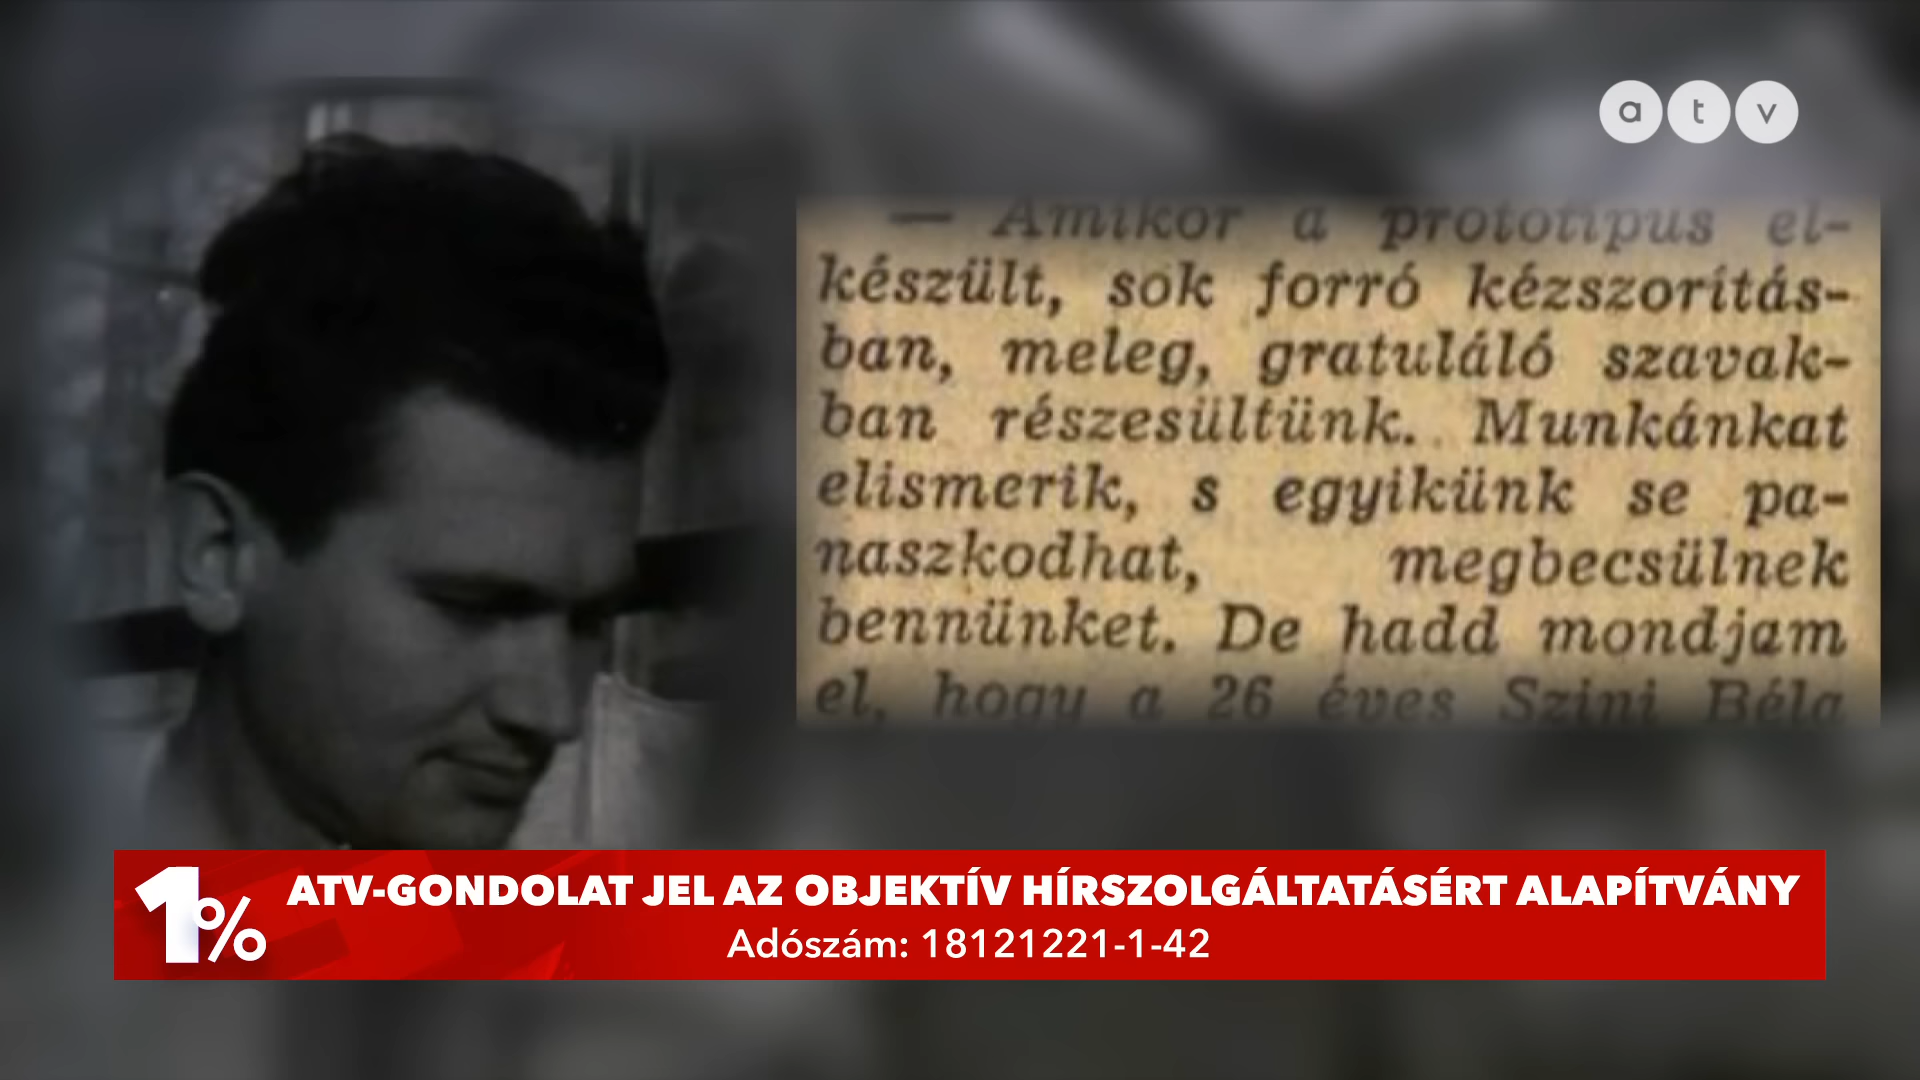 a t v
— Amikor a prototípus el-
készült, sok forró kézszorítás-
ban, meleg, gratuláló szavak-
ban részesültünk. Munkánkat
elismerik, s egyikünk se pa-
naszkodhat, megbecsülnek
bennünket. De hadd mondjam
el, hogy a 26 éves Szini Béla
1% ATV-GONDOLAT JEL AZ OBJEKTÍV HÍRSZOLGÁLTATÁSÉRT ALAPÍTVÁNY
Adószám: 18121221-1-42